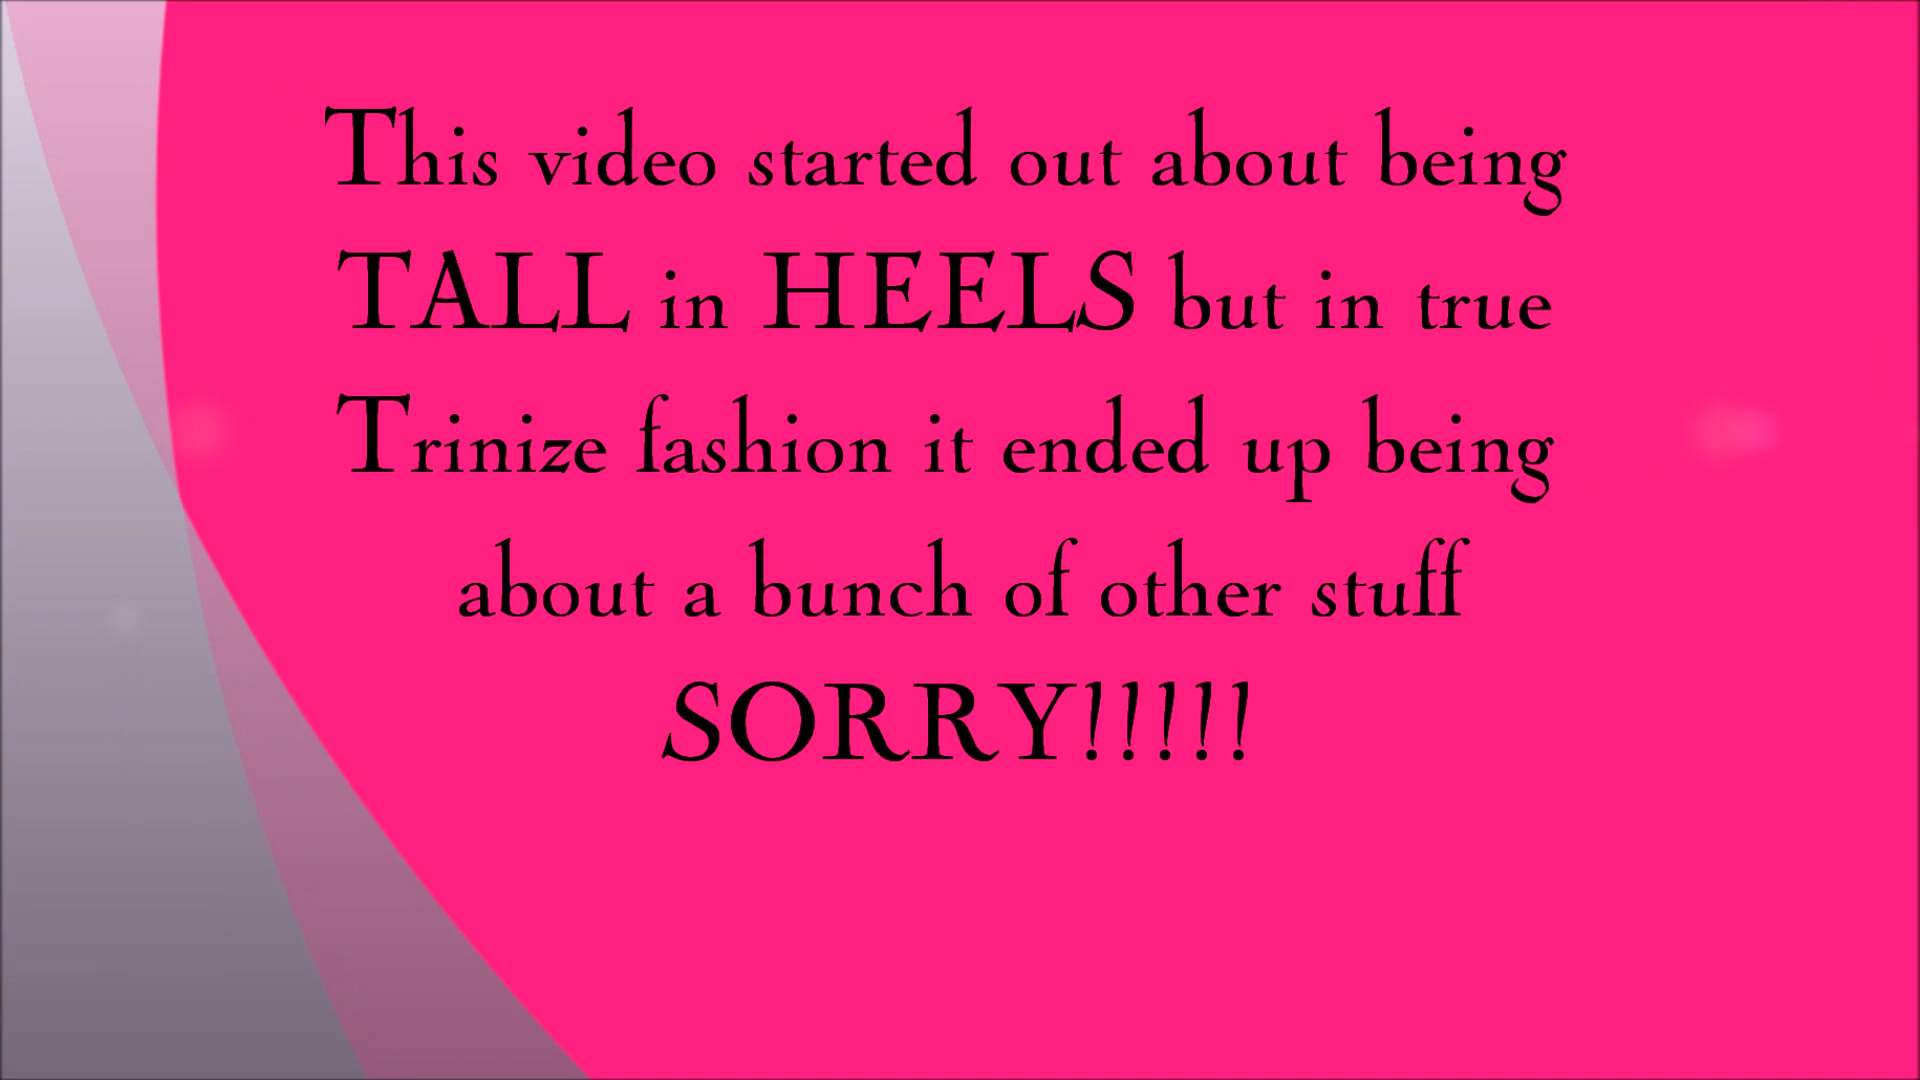 This video started out about being
TALL in HEELS but in true
Trinize fashion it ended up being
about a bunch of other stuff
SORRY!!!!!